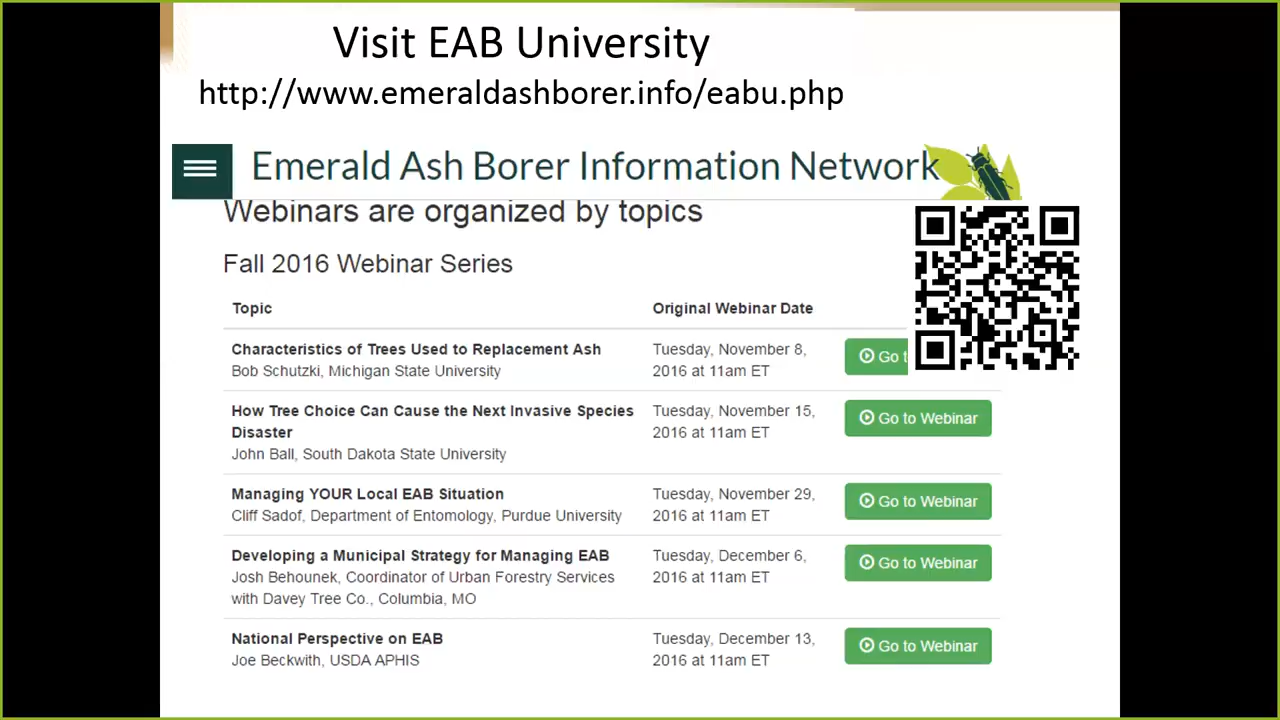 Visit EAB University
http://www.emeraldashborer.info/eabu.php
Emerald Ash Borer Information Network
Webinars are organized by topics
Fall 2016 Webinar Series
Topic
Original Webinar Date
Characteristics of Trees Used to Replacement Ash
Bob Schutzki, Michigan State University
Tuesday, November 8,
2016 at 11am ET
Go t
How Tree Choice Can Cause the Next Invasive Species
Disaster
John Ball, South Dakota State University
Tuesday, November 15,
2016 at 11am ET
Go to Webinar
Managing YOUR Local EAB Situation
Cliff Sadof, Department of Entomology, Purdue University
Tuesday, November 29,
2016 at 11am ET
Go to Webinar
Developing a Municipal Strategy for Managing EAB
Josh Behounek, Coordinator of Urban Forestry Services
with Davey Tree Co., Columbia, MO
Tuesday, December 6,
2016 at 11am ET
Go to Webinar
National Perspective on EAB
Joe Beckwith, USDA APHIS
Tuesday, December 13,
2016 at 11am ET
Go to Webinar